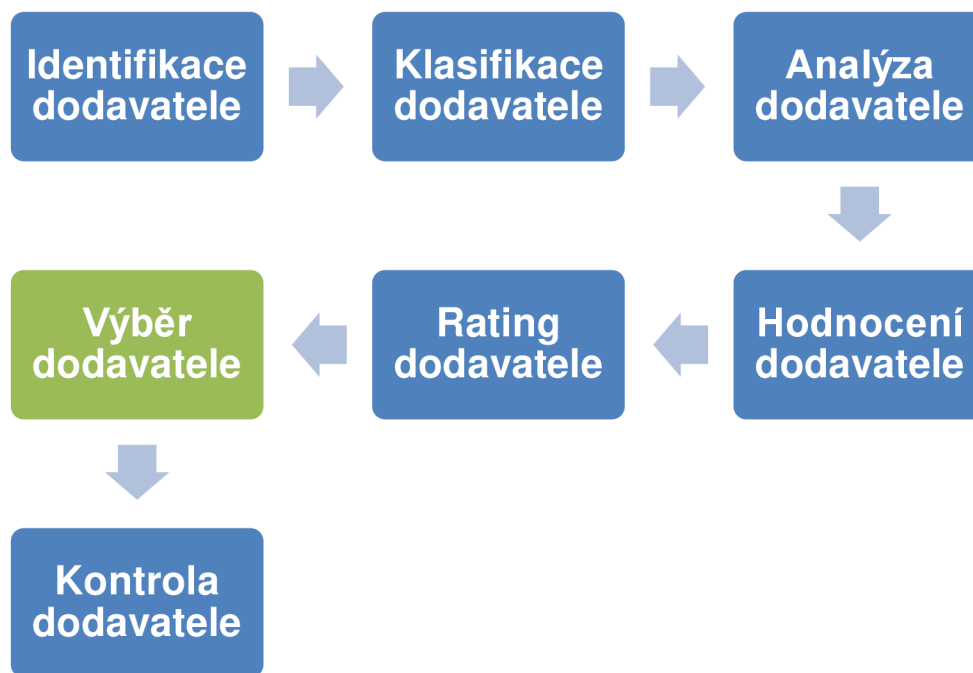 Identifikace
dodavatele
Klasifikace
dodavatele
Analýza
dodavatele
Hodnocení
dodavatele
Rating
dodavatele
Výběr
dodavatele
Kontrola
dodavatele